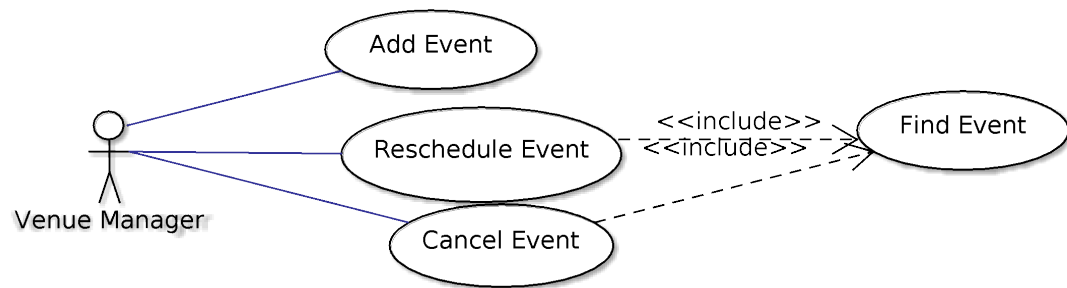 Add Event
<<include>>
Find Event
Reschedule Event
<<include>>
Venue Manager
Cancel Event